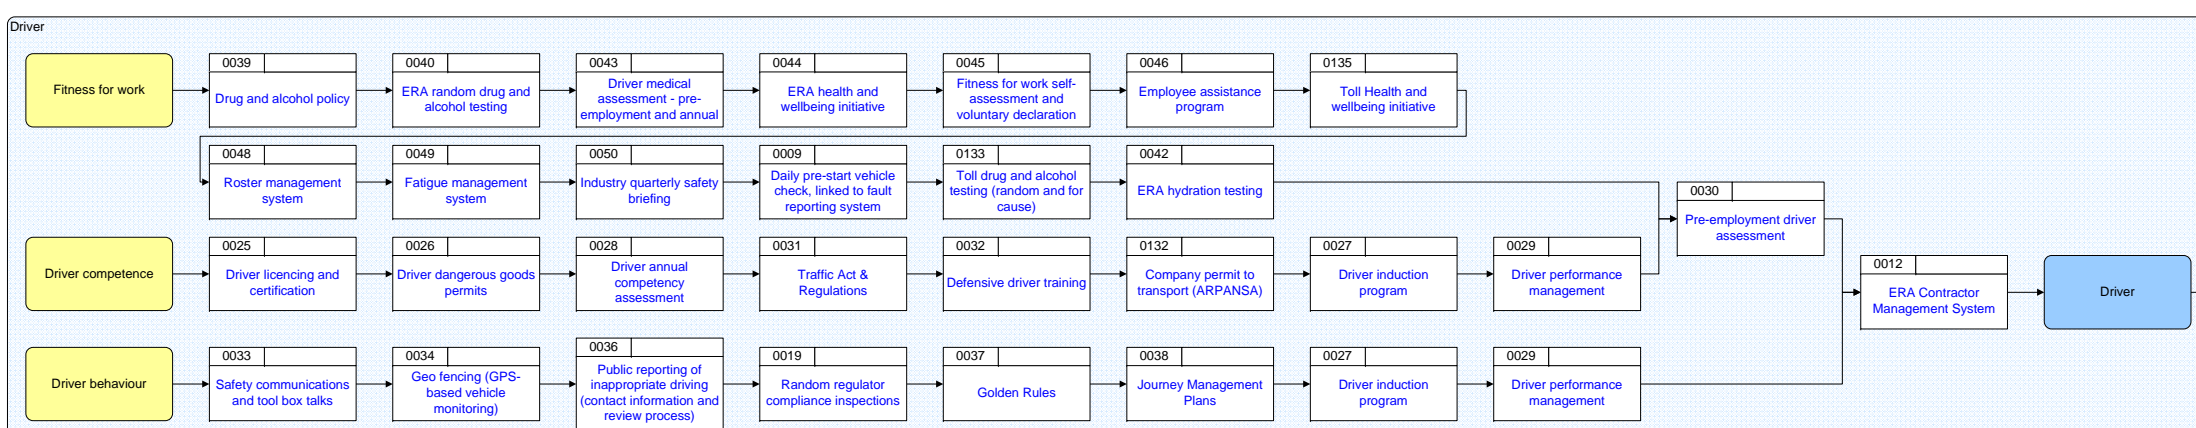 Driver
Fitness for work
0039
Drug and alcohol policy
0040
ERA random drug and
alcohol testing
0043
Driver medical
assessment - pre-
employment and annual
0044
ERA health and
wellbeing initiative
0045
Fitness for work self-
assessment and
voluntary declaration
0046
Employee assistance
program
0135
Toll Health and
wellbeing initiative
0048
Roster management
system
0049
Fatigue management
system
0050
Industry quarterly safety
briefing
0009
Daily pre-start vehicle
check, linked to fault
reporting system
0133
Toll drug and alcohol
testing (random and for
cause)
0042
ERA hydration testing
0030
Pre-employment driver
assessment
Driver competence
0025
Driver licencing and
certification
0026
Driver dangerous goods
permits
0028
Driver annual
competency
assessment
0031
Traffic Act &
Regulations
0032
Defensive driver training
0132
Company permit to
transport (ARPANSA)
0027
Driver induction
program
0029
Driver performance
management
0012
ERA Contractor
Management System
Driver
Driver behaviour
0033
Safety communications
and tool box talks
0034
Geo fencing (GPS-
based vehicle
monitoring)
0036
Public reporting of
inappropriate driving
(contact information and
review process)
0019
Random regulator
compliance inspections
0037
Golden Rules
0038
Journey Management
Plans
0027
Driver induction
program
0029
Driver performance
management